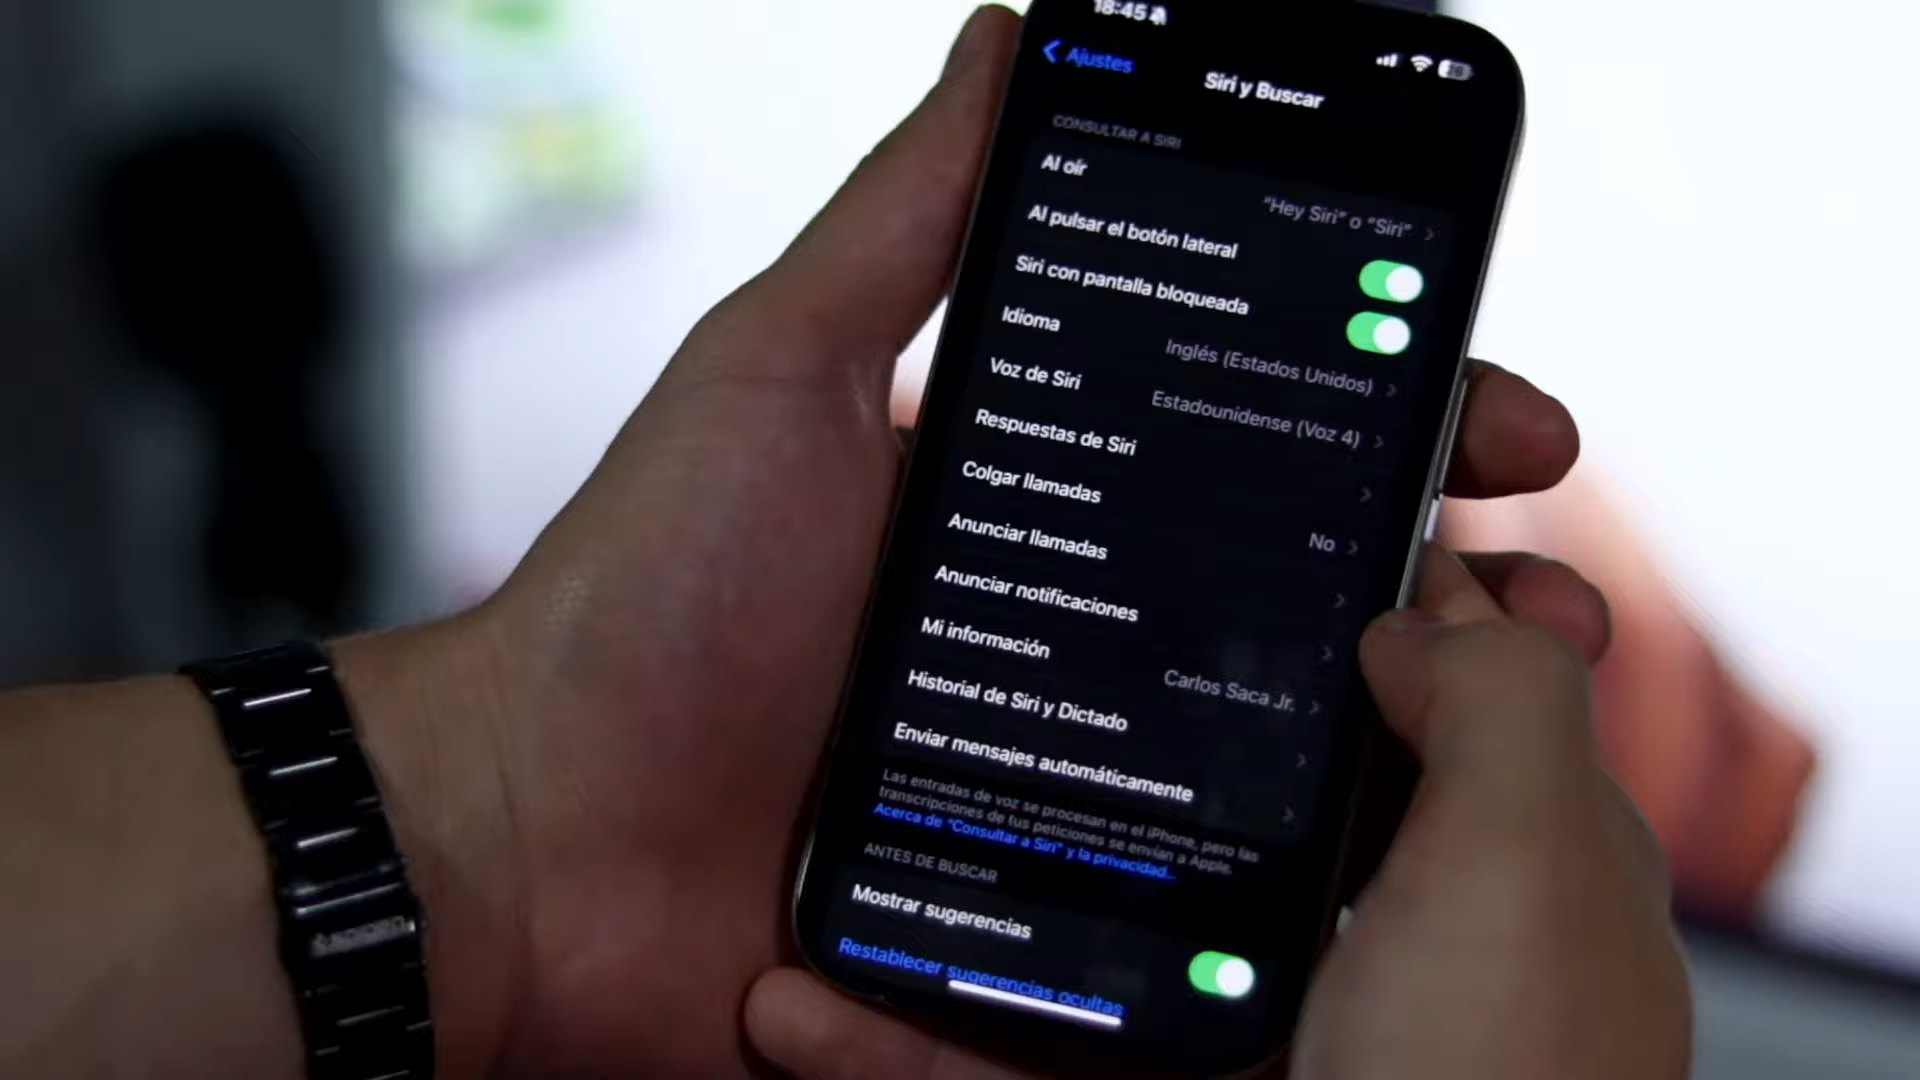 18:45
Ajustes
Siri y Buscar
CONSULTAR A SIRI
Al oír
"Hey Siri" o "Siri"
Al pulsar el botón lateral
Siri con pantalla bloqueada
Idioma
Inglés (Estados Unidos)
Voz de Siri
Estadounidense (Voz 4)
Respuestas de Siri
Colgar llamadas
No
Anunciar llamadas
Anunciar notificaciones
Mi información
Carlos Saca Jr.
Historial de Siri y Dictado
Enviar mensajes automáticamente
Las entradas de voz se procesan en el iPhone, pero las
transcripciones de tus peticiones se envían a Apple.
Acerca de "Consultar a Siri" y la privacidad...
ANTES DE BUSCAR
Mostrar sugerencias
Restablecer sugerencias ocultas